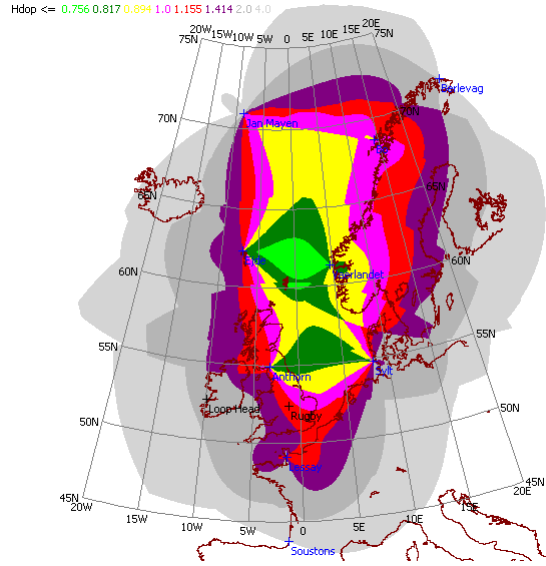 Hdop <= 0.756 0.817 0.894 1.0 1.155 1.414 2.0 4.0
20W 15W 10W 5W 0 5E 10E 15E 20E
75N 75N
Berlevag
70N Jan Mayen 70N
Bo
65N 65N
Ejde Vaerlandet
60N 60N
55N 55N
Anthorn Sylt
Loop Head Rugby 50N
50N
Lessay
45N 45N
20W 15W 10W 5W 0 5E 10E 15E 20E
Soustons